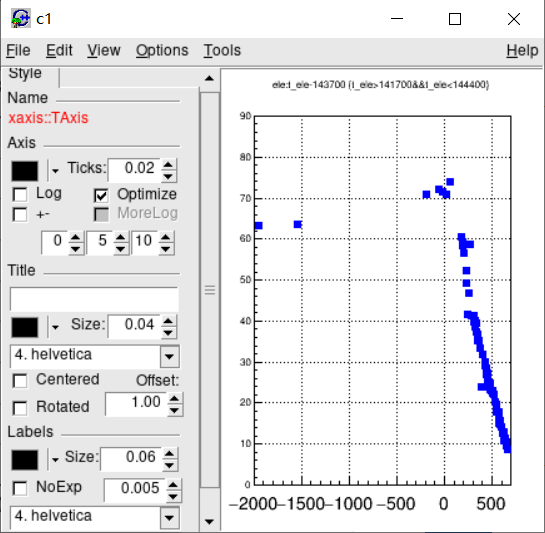 c1
File Edit View Options Tools Help
Style
Name
xaxis::TAxis
Axis
Ticks: 0.02
Log Optimize
+- MoreLog
0 5 10
Title
Size: 0.04
4. helvetica
Centered Offset:
Rotated 1.00
Labels
Size: 0.06
NoExp 0.005
4. helvetica
ele:t_ele-143700 {t_ele>141700&&t_ele<144400}
90
80
70
60
50
40
30
20
10
0
−2000 −1500 −1000 −500 0 500